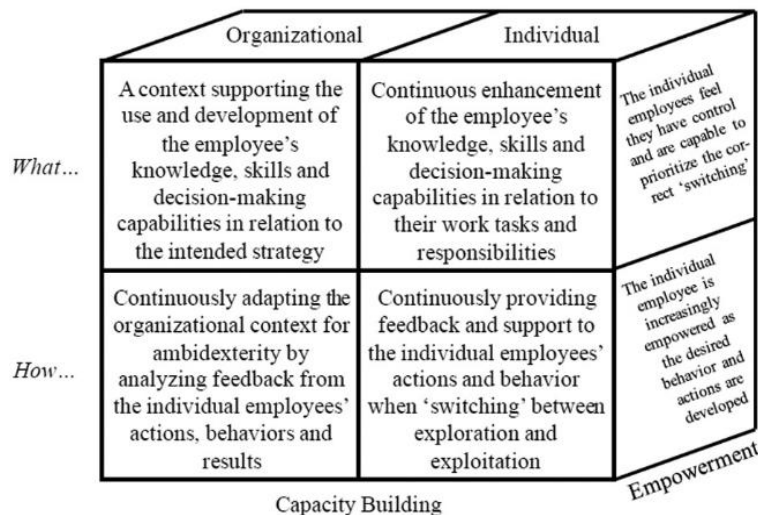 Organizational
Individual
What...
A context supporting the
use and development of
the employee's
knowledge, skills and
decision-making
capabilities in relation to
the intended strategy
Continuous enhancement
of the employee's
knowledge, skills and
decision-making
capabilities in relation to
their work tasks and
responsibilities
The individual
employees feel
they have control
and are capable to
prioritize the cor-
rect 'switching'
How...
Continuously adapting the
organizational context for
ambidexterity by
analyzing feedback from
the individual employees'
actions, behaviors and
results
Continuously providing
feedback and support to
the individual employees'
actions and behavior
when 'switching' between
exploration and
exploitation
The individual
employee is
increasingly
empowered as
the desired
behavior and
actions are
developed
Capacity Building
Empowerment